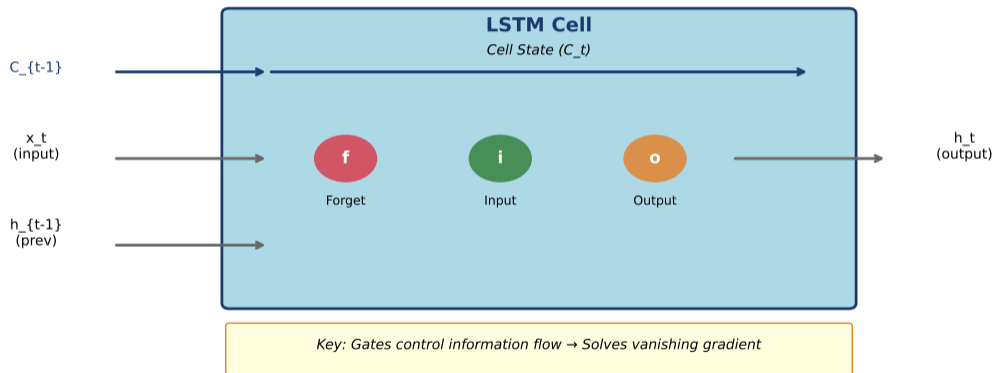 LSTM Cell
Cell State (C_t)
C_{t-1}
x_t
(input)
f
i
o
h_t
(output)
Forget
Input
Output
h_{t-1}
(prev)
Key: Gates control information flow → Solves vanishing gradient